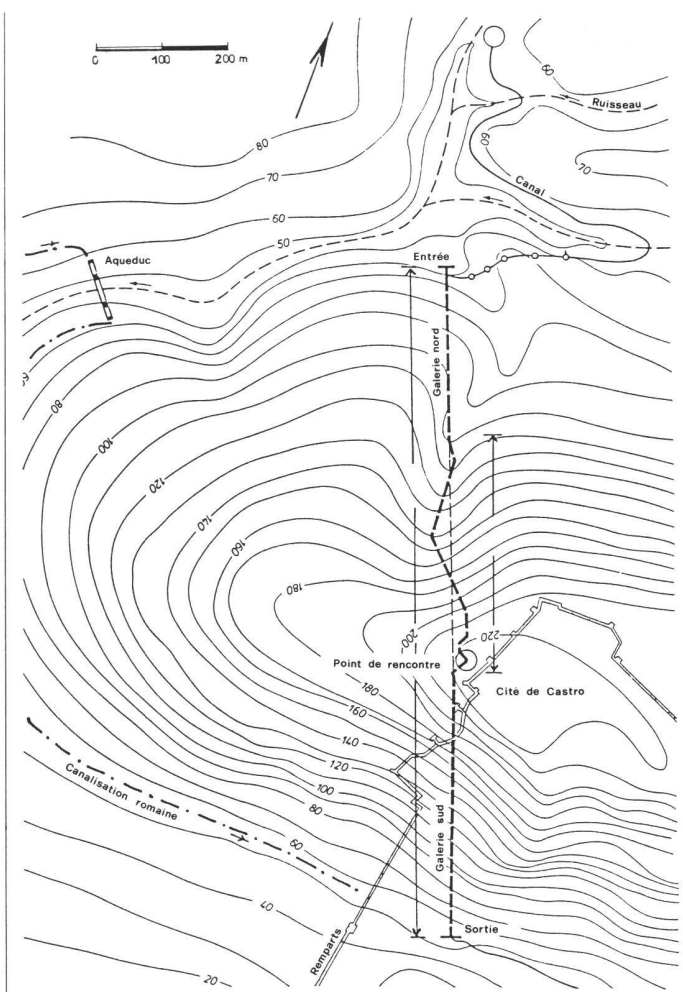 0 100 200 m
60
Ruisseau
80
60
70
70
Canal
60
50
Entrée
Aqueduc
60
Galerie nord
80
100
120
140
160
180
200
220
Point de rencontre
180
Cité de Castro
160
140
120
100
Canalisation romaine
80
60
Galerie sud
40
Sortie
Remparts
20